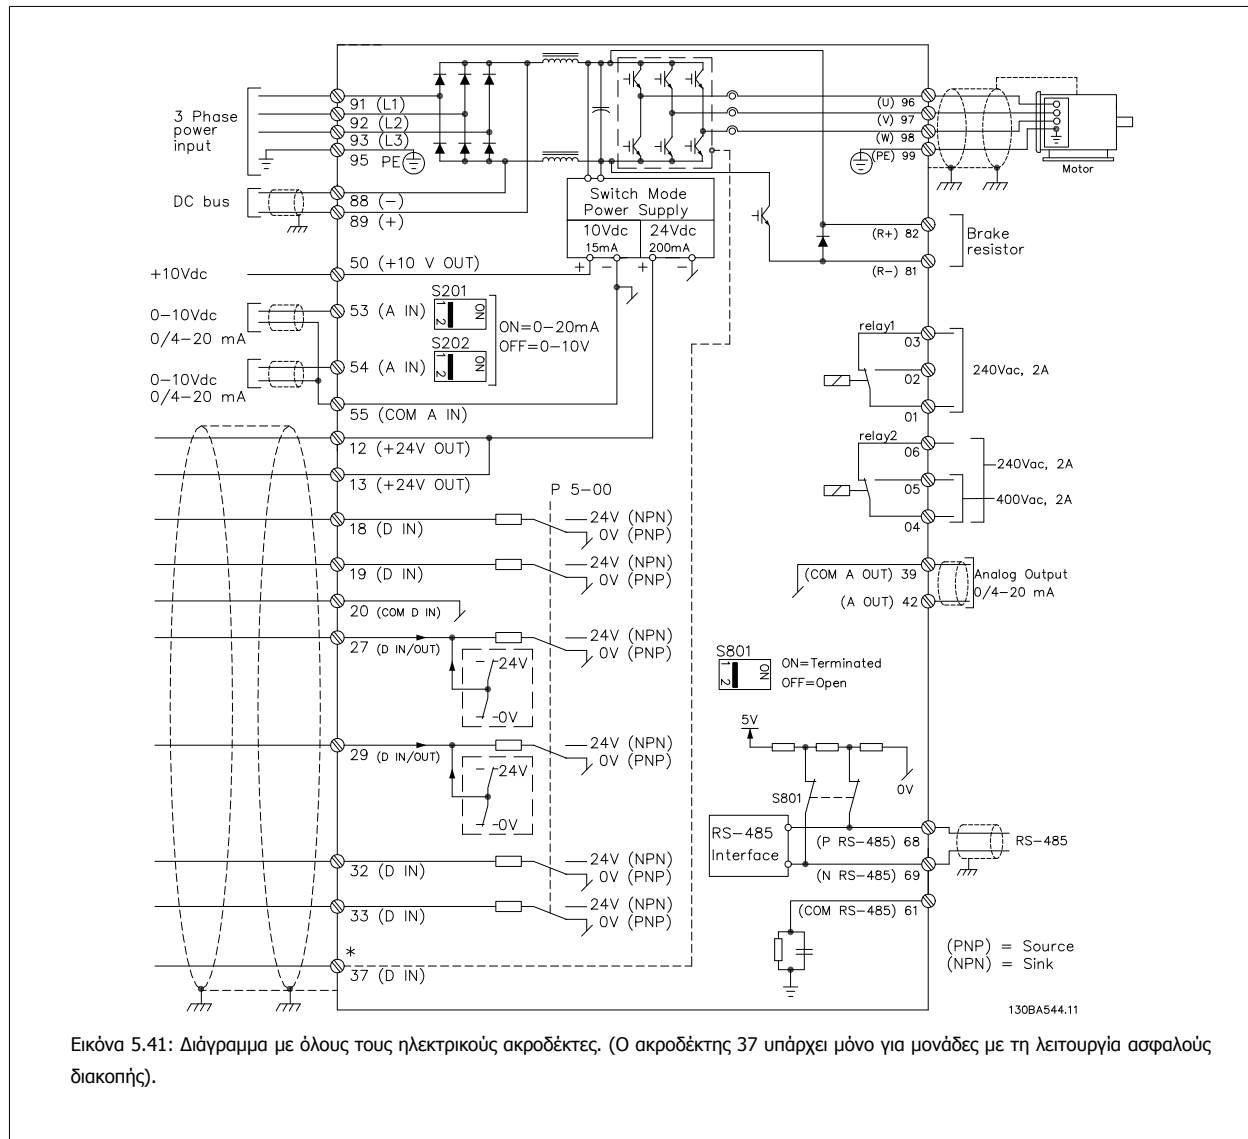 3 Phase
power
input
91 (L1)
92 (L2)
93 (L3)
95 PE
DC bus
88 (−)
89 (+)
+10Vdc
50 (+10 V OUT)
0−10Vdc
0/4−20 mA
53 (A IN)
S201
1 2
ON
ON=0−20mA
OFF=0−10V
S202
1 2
ON
0−10Vdc
0/4−20 mA
54 (A IN)
55 (COM A IN)
12 (+24V OUT)
13 (+24V OUT)
Switch Mode
Power Supply
10Vdc
15mA
24Vdc
200mA
+ − + −
(U) 96
(V) 97
(W) 98
(PE) 99
Motor
(R+) 82
(R−) 81
Brake
resistor
relay1
03
02
01
240Vac, 2A
relay2
06
05
04
240Vac, 2A
400Vac, 2A
P 5-00
18 (D IN)
24V (NPN)
0V (PNP)
19 (D IN)
24V (NPN)
0V (PNP)
20 (COM D IN)
27 (D IN/OUT)
24V (NPN)
0V (PNP)
24V
0V
29 (D IN/OUT)
24V (NPN)
0V (PNP)
24V
0V
32 (D IN)
24V (NPN)
0V (PNP)
33 (D IN)
24V (NPN)
0V (PNP)
*
37 (D IN)
(COM A OUT) 39
(A OUT) 42
Analog Output
0/4−20 mA
S801
1 2
ON
ON=Terminated
OFF=Open
5V
0V
S801
RS-485
Interface
(P RS-485) 68
(N RS-485) 69
RS-485
(COM RS-485) 61
(PNP) = Source
(NPN) = Sink
130BA544.11
Εικόνα 5.41: Διάγραμμα με όλους τους ηλεκτρικούς ακροδέκτες. (Ο ακροδέκτης 37 υπάρχει μόνο για μονάδες με τη λειτουργία ασφαλούς
διακοπής).